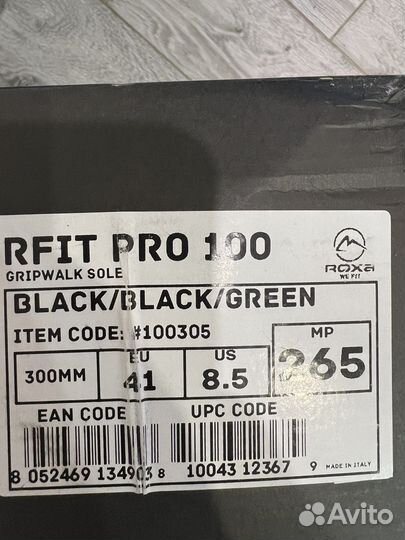 RFIT PRO 100
GRIPWALK SOLE
ROXA
WE FIT
BLACK/BLACK/GREEN
ITEM CODE: #100305
MP
300MM
EU
41
US
8.5
265
EAN CODE
UPC CODE
8 052469 134903 8 10043 12367 9 MADE IN ITALY
Avito